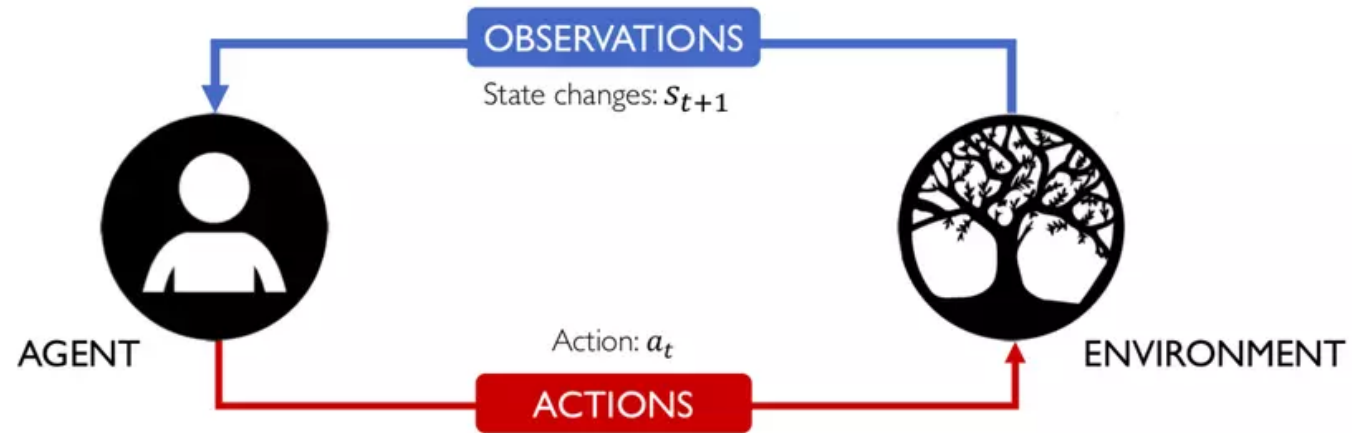 OBSERVATIONS
State changes: s_{t+1}
AGENT
ENVIRONMENT
Action: a_t
ACTIONS